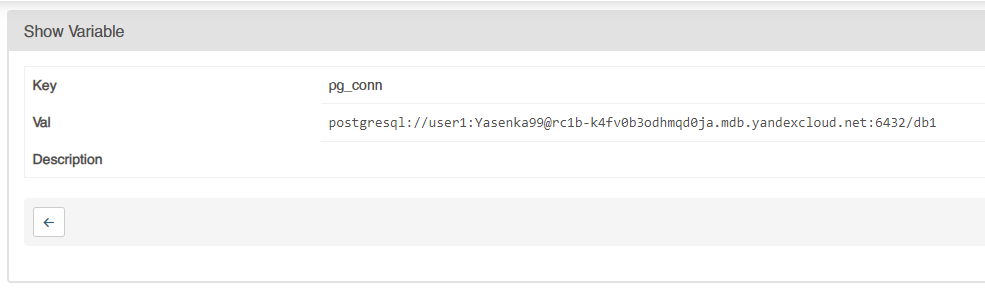 Show Variable
Key pg_conn
Val postgresql://user1:Yasenka99@rc1b-k4fv0b3odhmqd0ja.mdb.yandexcloud.net:6432/db1
Description